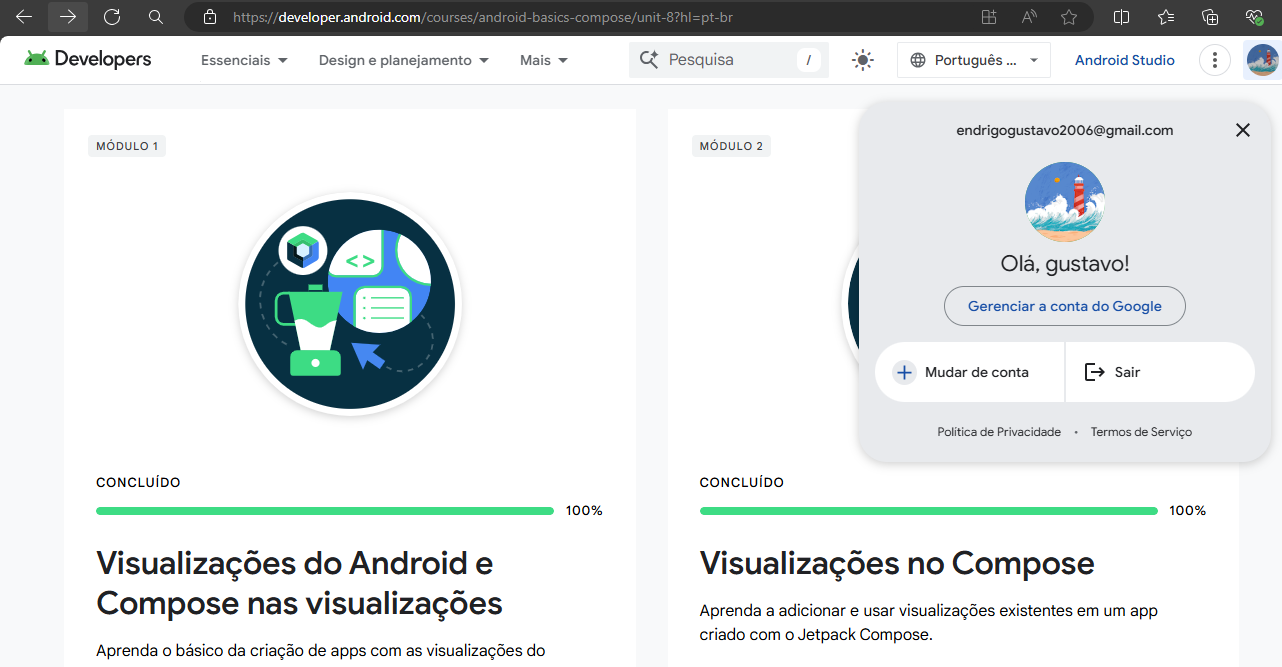 https://developer.android.com/courses/android-basics-compose/unit-8?hl=pt-br
Developers
Essenciais
Design e planejamento
Mais
Pesquisa
/
Português ...
Android Studio
MÓDULO 1
<>
CONCLUÍDO
100%
Visualizações do Android e
Compose nas visualizações
Aprenda o básico da criação de apps com as visualizações do
MÓDULO 2
CONCLUÍDO
100%
Visualizações no Compose
Aprenda a adicionar e usar visualizações existentes em um app
criado com o Jetpack Compose.
endrigogustavo2006@gmail.com
Olá, gustavo!
Gerenciar a conta do Google
Mudar de conta
Sair
Política de Privacidade • Termos de Serviço